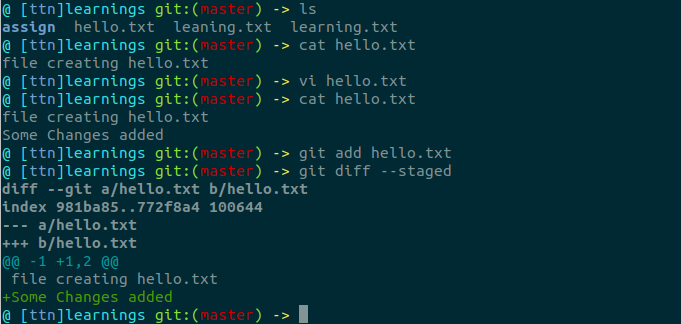 @ [ttn]learnings git:(master) -> ls
assign  hello.txt  leaning.txt  learning.txt
@ [ttn]learnings git:(master) -> cat hello.txt
file creating hello.txt
@ [ttn]learnings git:(master) -> vi hello.txt
@ [ttn]learnings git:(master) -> cat hello.txt
file creating hello.txt
Some Changes added
@ [ttn]learnings git:(master) -> git add hello.txt
@ [ttn]learnings git:(master) -> git diff --staged
diff --git a/hello.txt b/hello.txt
index 981ba85..772f8a4 100644
--- a/hello.txt
+++ b/hello.txt
@@ -1 +1,2 @@
 file creating hello.txt
+Some Changes added
@ [ttn]learnings git:(master) ->